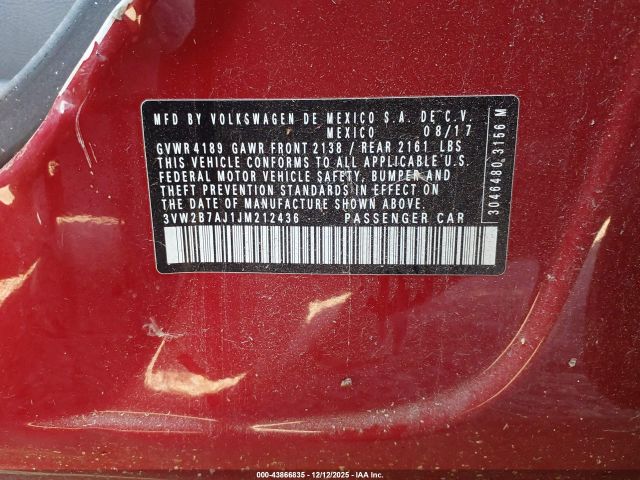 MFD BY VOLKSWAGEN DE MEXICO S.A. DE C.V.
MEXICO 08/17
GVWR 4189 GAWR FRONT 2138 / REAR 2161 LBS
THIS VEHICLE CONFORMS TO ALL APPLICABLE U.S.
FEDERAL MOTOR VEHICLE SAFETY, BUMPER AND
THEFT PREVENTION STANDARDS IN EFFECT ON THE
DATE OF MANUFACTURE SHOWN ABOVE.
3VW2B7AJ1JM212436 PASSENGER CAR
3046480 3156 M
000-43866835 • 12/12/2025 • IAA Inc.